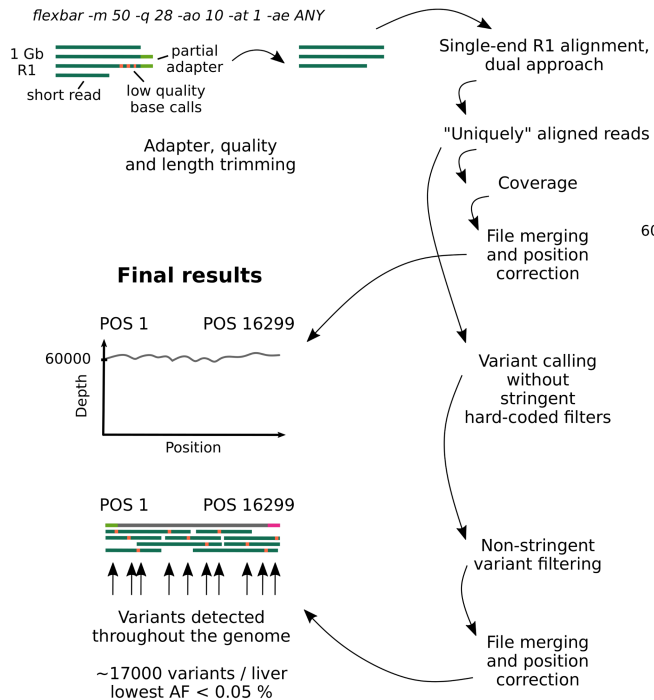 flexbar -m 50 -q 28 -ao 10 -at 1 -ae ANY
1 Gb
R1
partial
adapter
short read
low quality
base calls
Adapter, quality
and length trimming
Single-end R1 alignment,
dual approach
"Uniquely" aligned reads
Coverage
File merging
and position
correction
60
Final results
POS 1 POS 16299
60000
Depth
Position
Variant calling
without
stringent
hard-coded filters
POS 1 POS 16299
Non-stringent
variant filtering
Variants detected
throughout the genome
~17000 variants / liver
lowest AF < 0.05 %
File merging
and position
correction